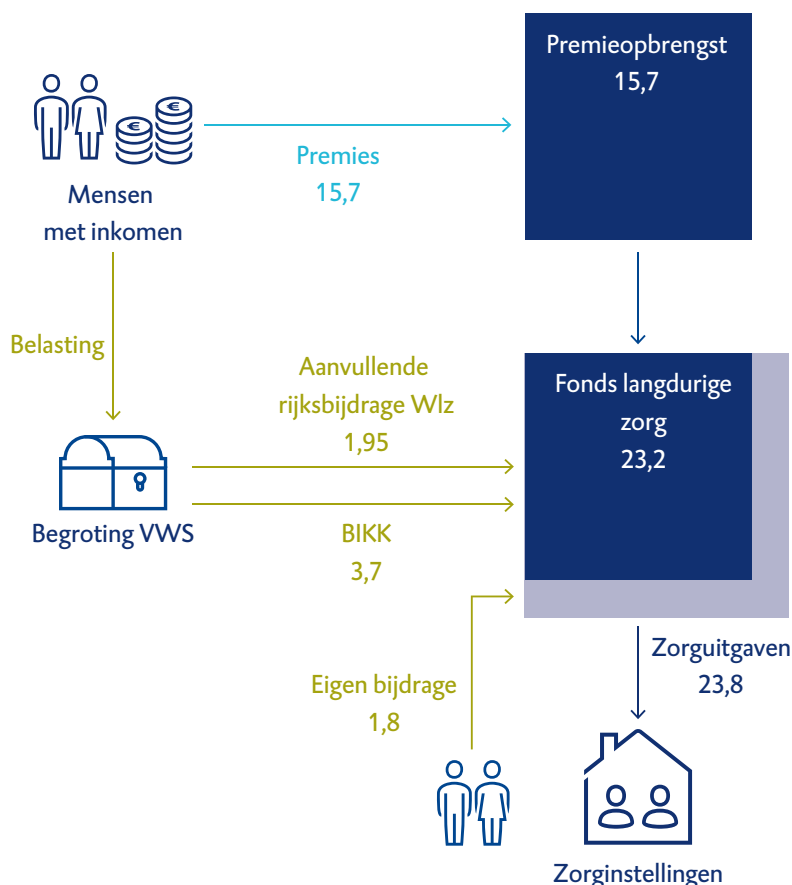 Premieopbrengst
15,7
Premies
15,7
Mensen
met inkomen
Belasting
Aanvullende
rijksbijdrage Wlz
1,95
Fonds langdurige
zorg
23,2
Begroting VWS
BIKK
3,7
Eigen bijdrage
1,8
Zorguitgaven
23,8
Zorginstellingen